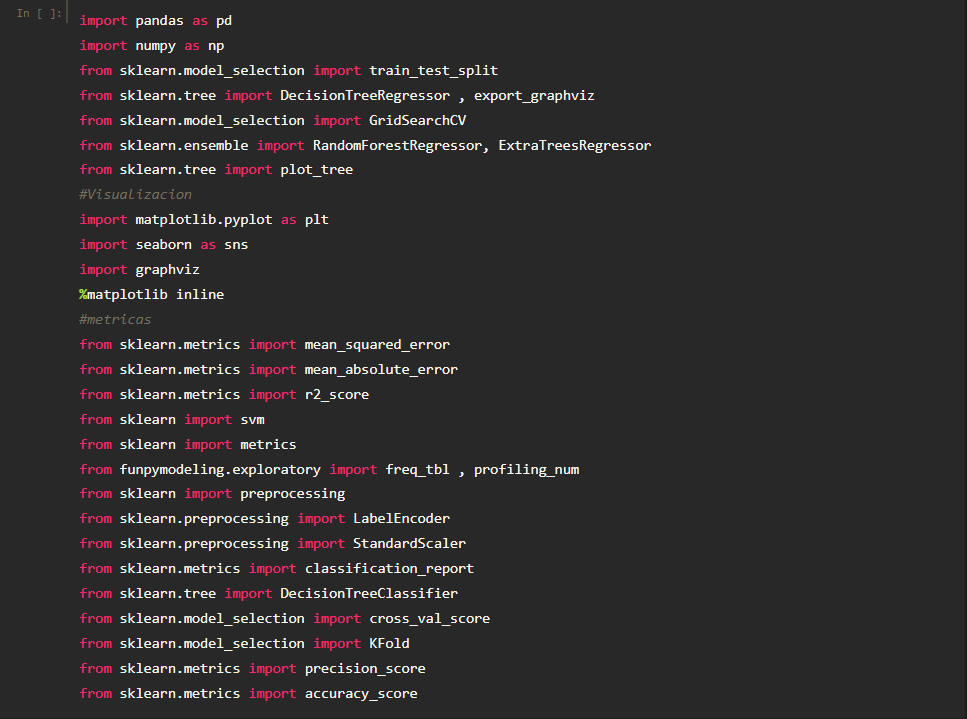 In [ ]:
import pandas as pd
import numpy as np
from sklearn.model_selection import train_test_split
from sklearn.tree import DecisionTreeRegressor , export_graphviz
from sklearn.model_selection import GridSearchCV
from sklearn.ensemble import RandomForestRegressor, ExtraTreesRegressor
from sklearn.tree import plot_tree
#Visualizacion
import matplotlib.pyplot as plt
import seaborn as sns
import graphviz
%matplotlib inline
#metricas
from sklearn.metrics import mean_squared_error
from sklearn.metrics import mean_absolute_error
from sklearn.metrics import r2_score
from sklearn import svm
from sklearn import metrics
from funpymodeling.exploratory import freq_tbl , profiling_num
from sklearn import preprocessing
from sklearn.preprocessing import LabelEncoder
from sklearn.preprocessing import StandardScaler
from sklearn.metrics import classification_report
from sklearn.tree import DecisionTreeClassifier
from sklearn.model_selection import cross_val_score
from sklearn.model_selection import KFold
from sklearn.metrics import precision_score
from sklearn.metrics import accuracy_score